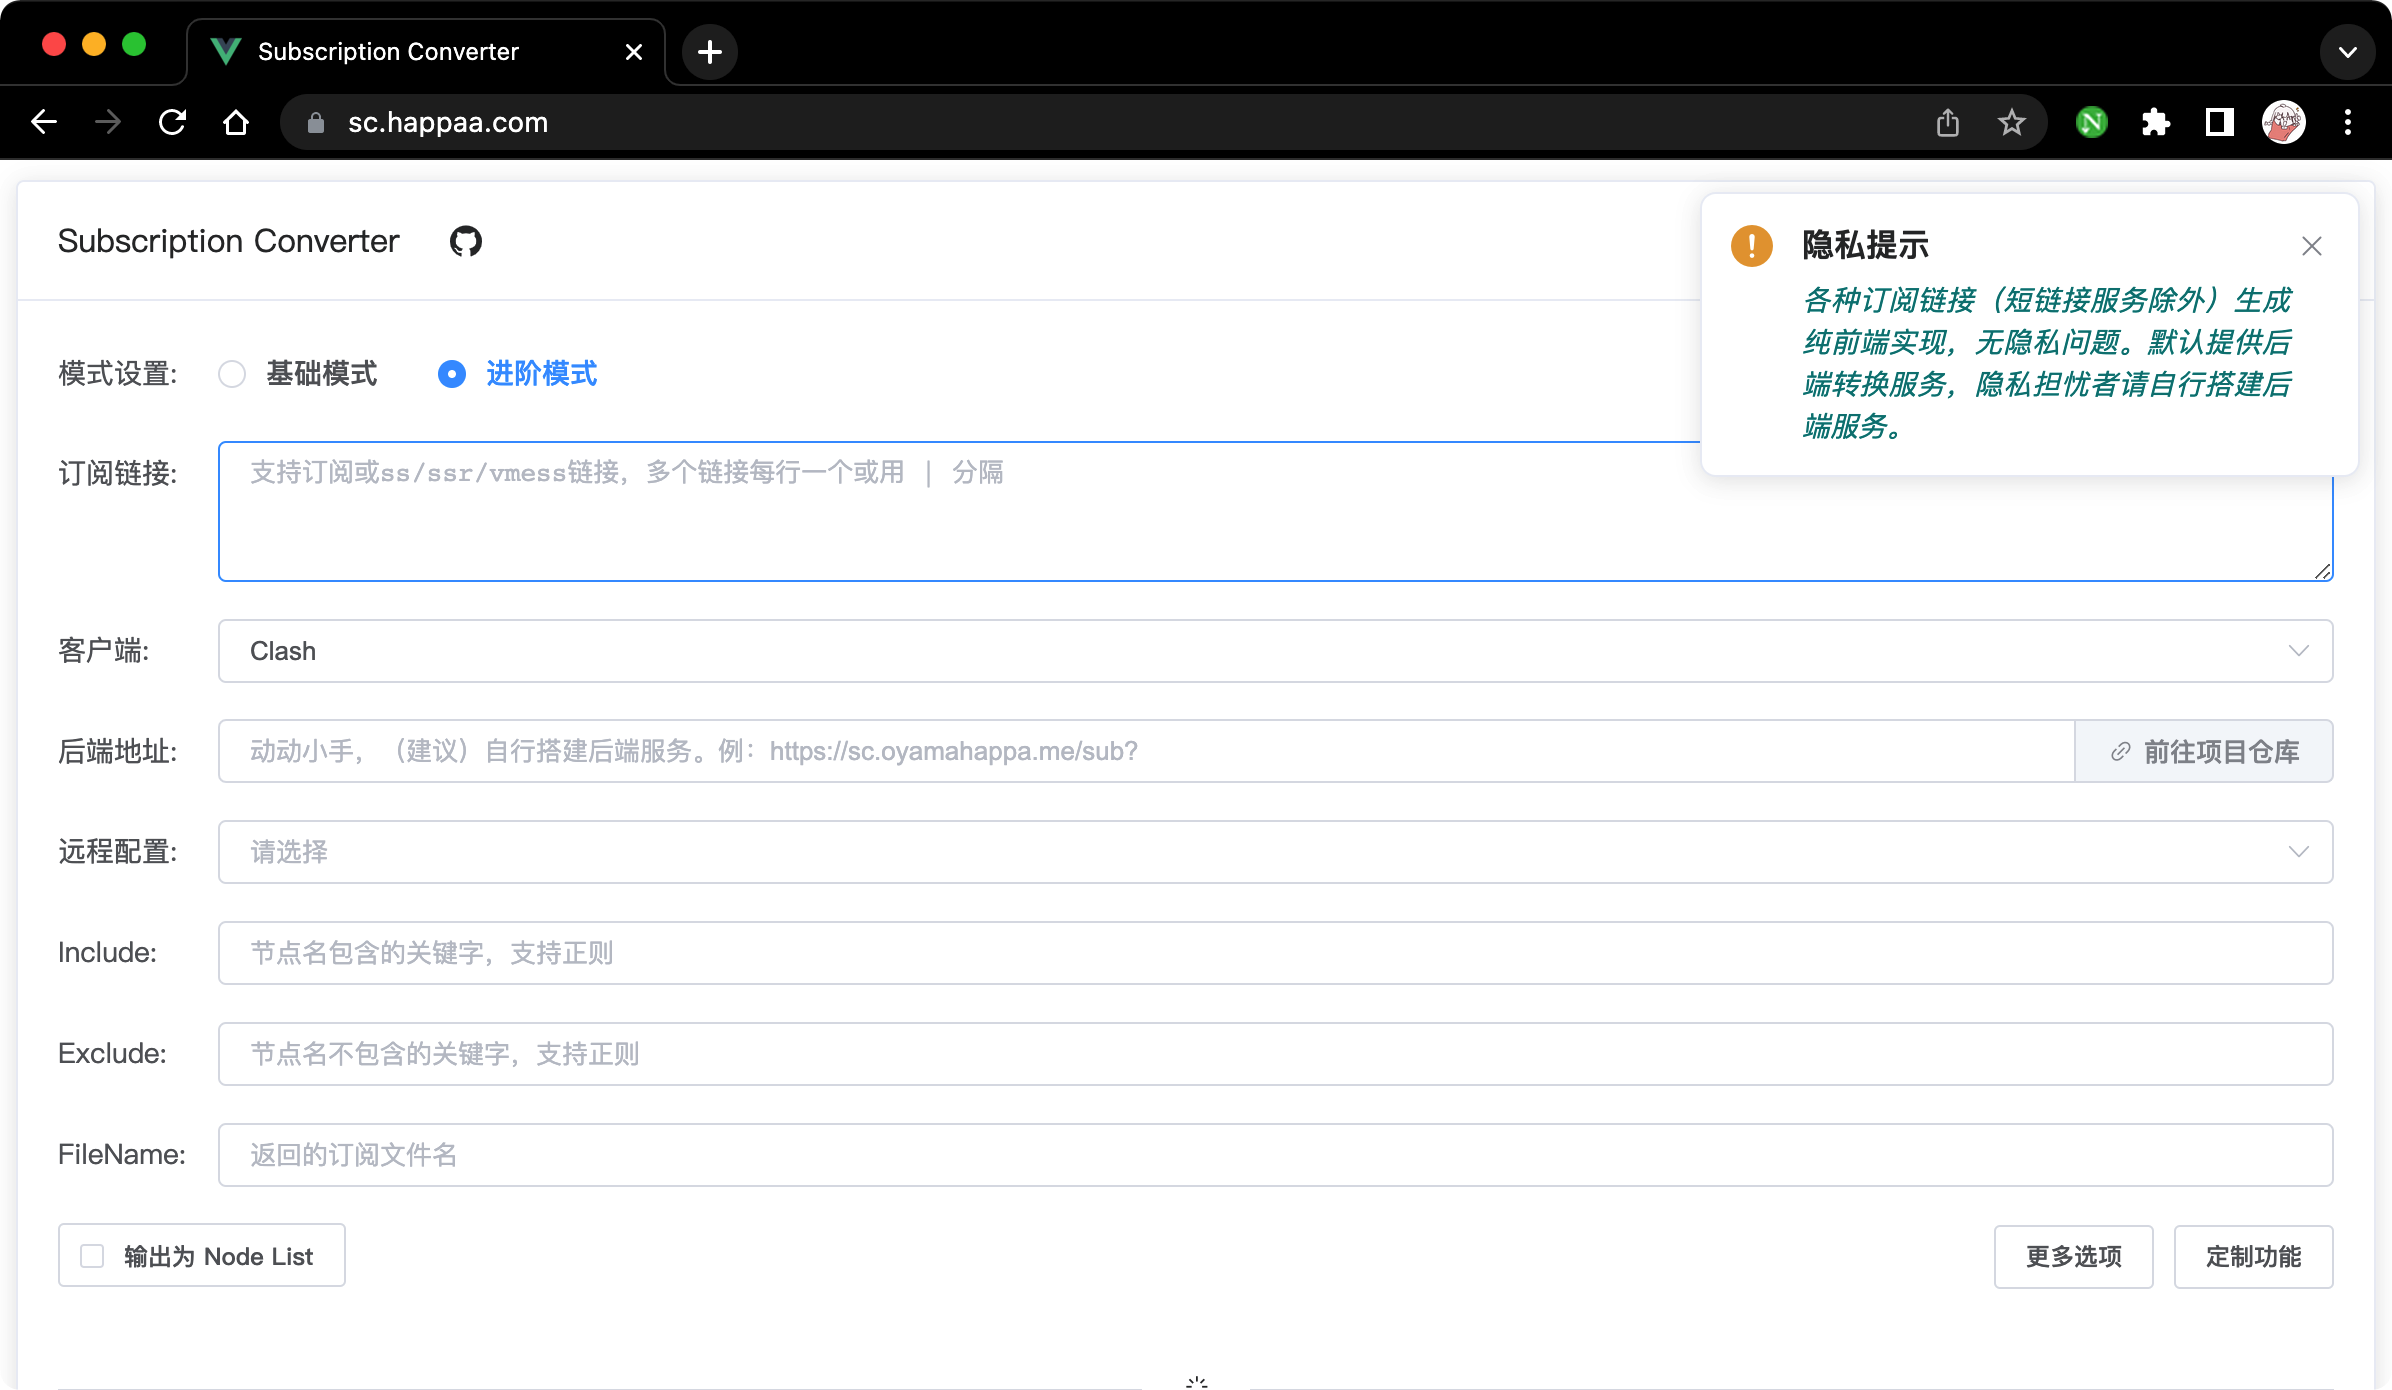 Subscription Converter
sc.happaa.com
Subscription Converter
隐私提示
各种订阅链接（短链接服务除外）生成
纯前端实现，无隐私问题。默认提供后
端转换服务，隐私担忧者请自行搭建后
端服务。
模式设置:
基础模式
进阶模式
订阅链接:
支持订阅或ss/ssr/vmess链接，多个链接每行一个或用 | 分隔
客户端:
Clash
后端地址:
动动小手，（建议）自行搭建后端服务。例：https://sc.oyamahappa.me/sub?
前往项目仓库
远程配置:
请选择
Include:
节点名包含的关键字，支持正则
Exclude:
节点名不包含的关键字，支持正则
FileName:
返回的订阅文件名
输出为 Node List
更多选项
定制功能